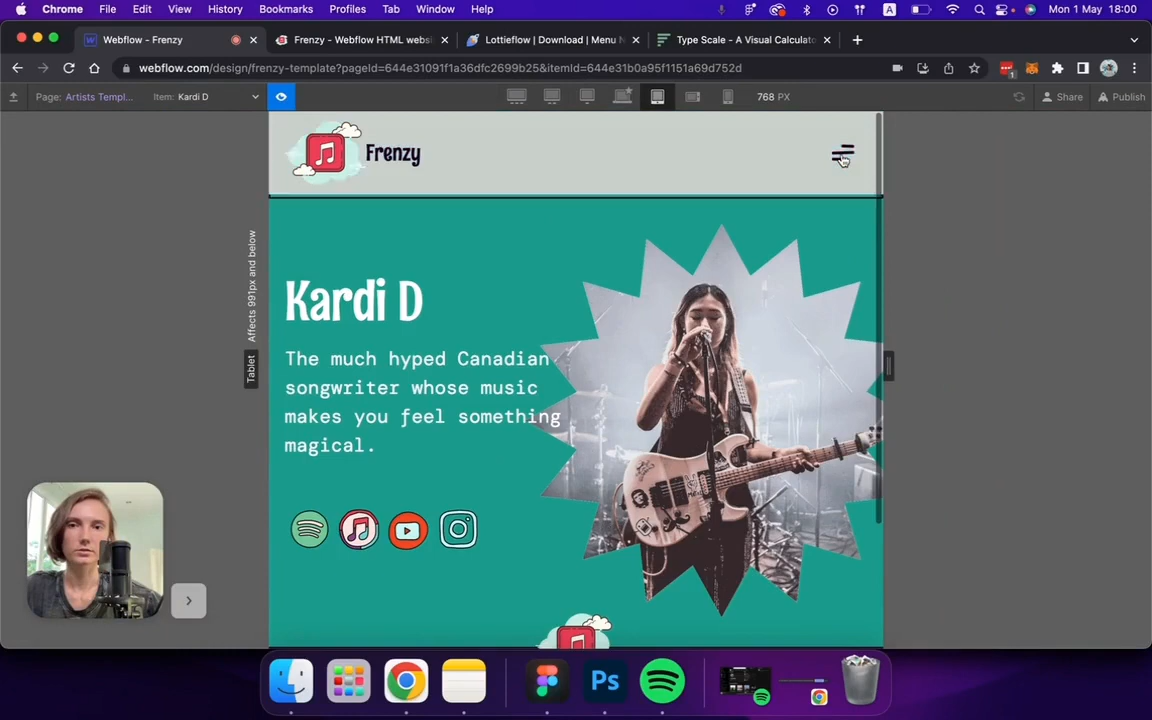 Chrome File Edit View History Bookmarks Profiles Tab Window Help A Mon 1 May 18:00
Webflow - Frenzy Frenzy - Webflow HTML websi Lottieflow | Download | Menu N Type Scale - A Visual Calculato
webflow.com/design/frenzy-template?pageId=644e31091f1a36dfc2699b25&itemId=644e31b0a95f1151a69d752d 1
Page: Artists Templ... Item: Kardi D 768 PX Share Publish
Frenzy
Affects 991px and below
Tablet
Kardi D
The much hyped Canadian
songwriter whose music
makes you feel something
magical.
Ps